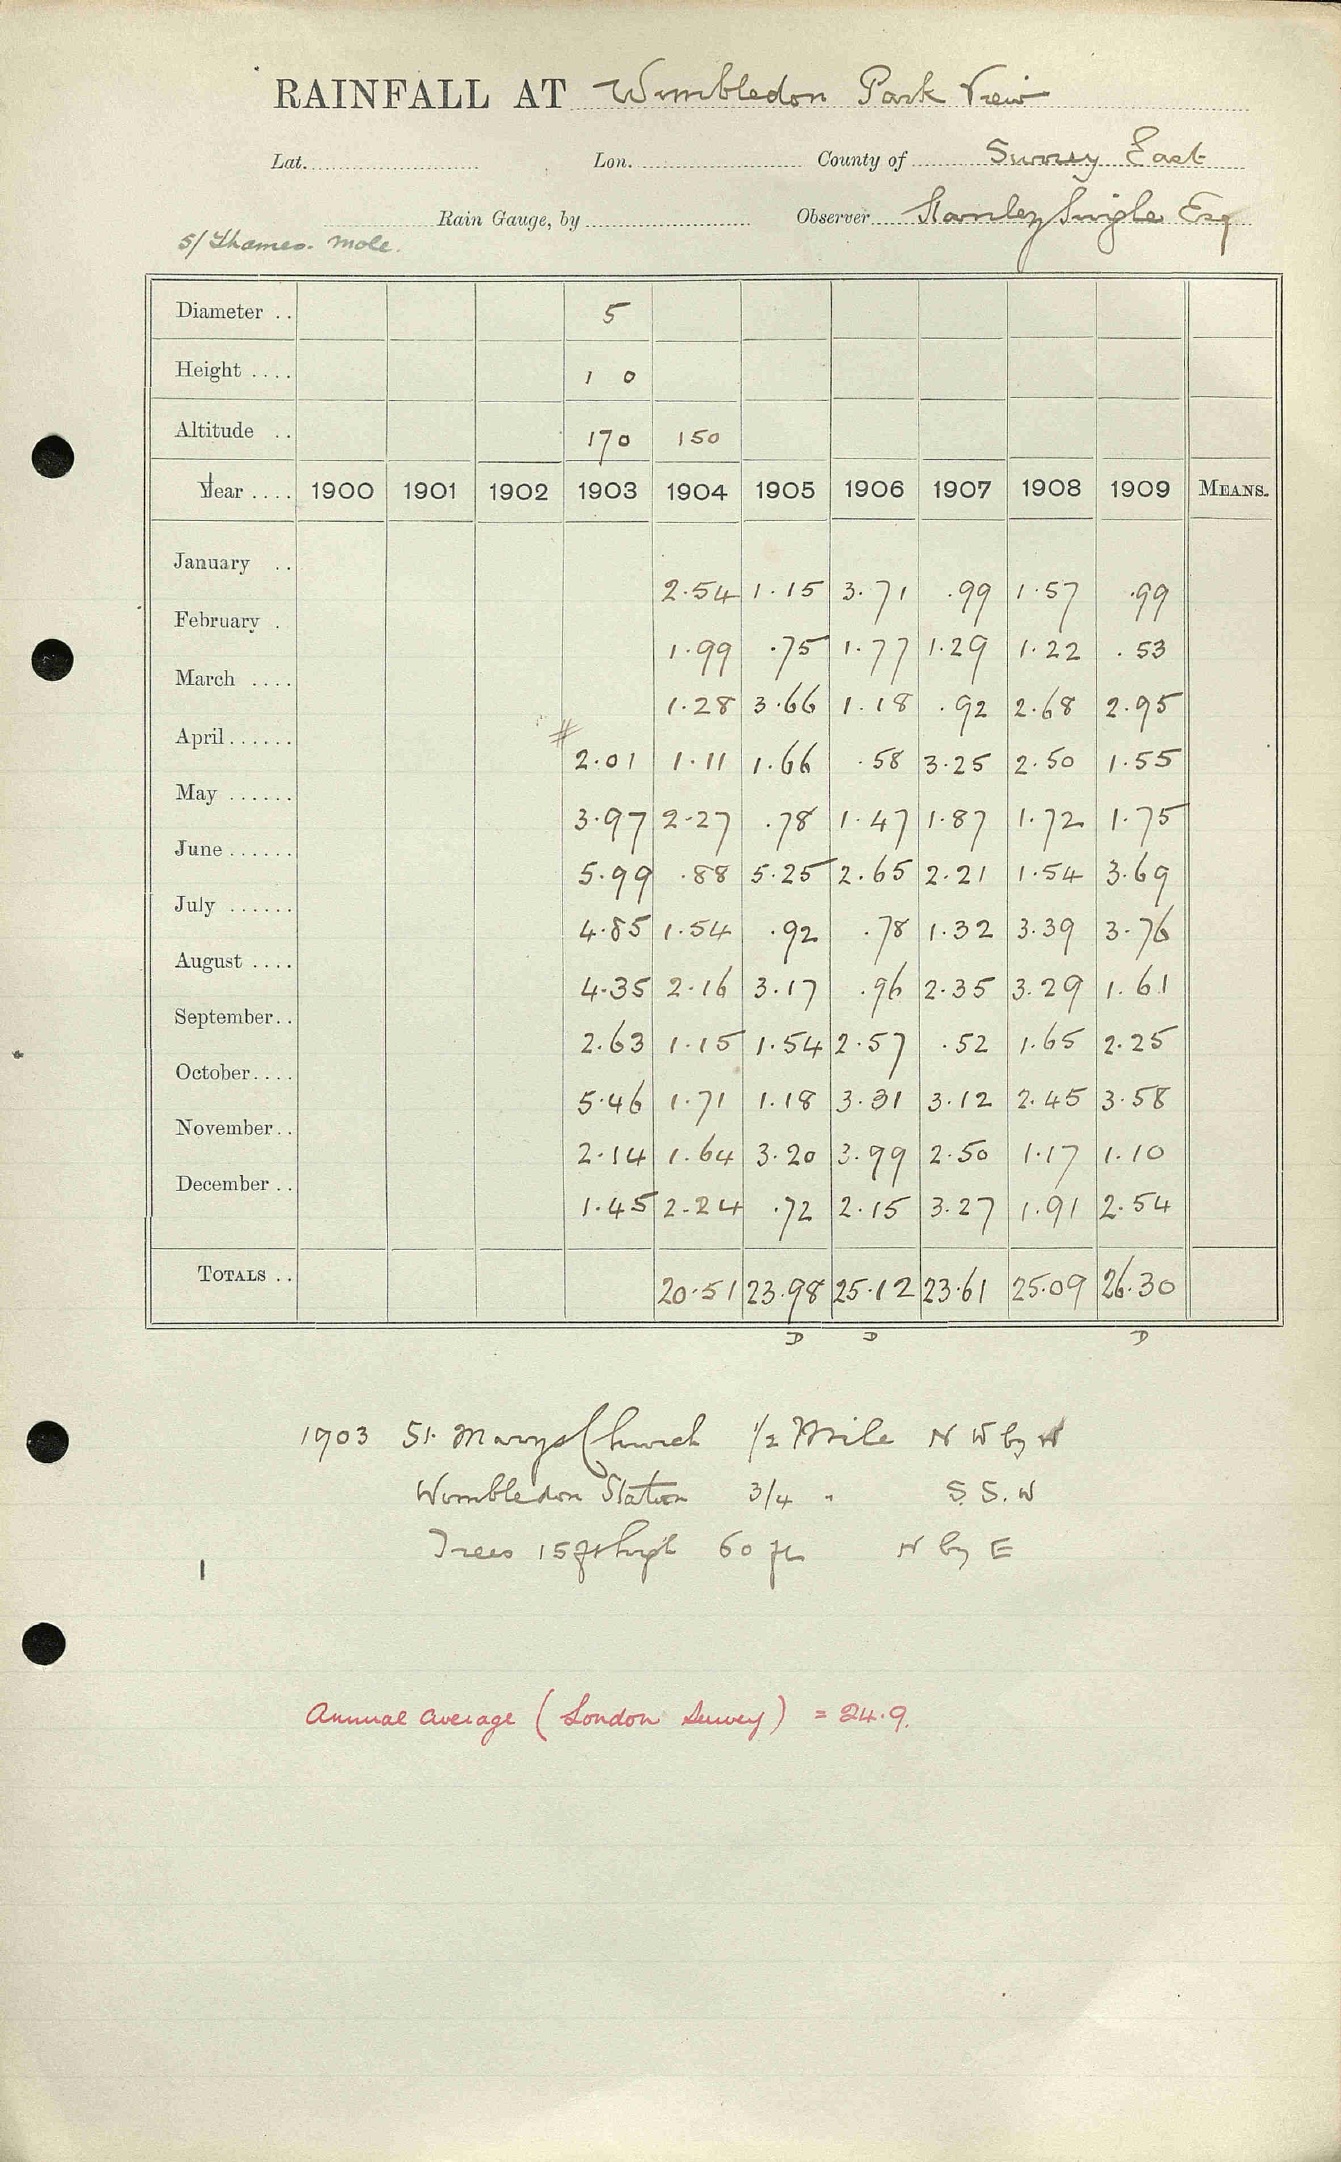 RAINFALL AT Wimbledon Park View
Lat. Lon. County of Surrey East
Rain Gauge, by Observer Stanley Single Esq
5/ Thames. Mole.
Diameter .. 5
Height .... 1 0
Altitude .. 170 150
Year .... 1900 1901 1902 1903 1904 1905 1906 1907 1908 1909 MEANS.
January .. 2.54 1.15 3.71 .99 1.57 .99
February . 1.99 .75 1.77 1.29 1.22 .53
March .... 1.28 3.66 1.18 .92 2.68 2.95
April ...... # 2.01 1.11 1.66 .58 3.25 2.50 1.55
May ...... 3.97 2.27 .78 1.47 1.87 1.72 1.75
June ...... 5.99 .88 5.25 2.65 2.21 1.54 3.69
July ...... 4.85 1.54 .92 .78 1.32 3.39 3.76
August .... 4.35 2.16 3.17 .96 2.35 3.29 1.61
September .. 2.63 1.15 1.54 2.57 .52 1.65 2.25
October .... 5.46 1.71 1.18 3.31 3.12 2.45 3.58
November .. 2.14 1.64 3.20 3.99 2.50 1.17 1.10
December .. 1.45 2.24 .72 2.15 3.27 1.91 2.54
TOTALS .. 20.51 23.98 25.12 23.61 25.09 26.30
D D D
1903 St. Marys Church 1/2 Mile N W by
Wimbledon Station 3/4 " S. S. W
Trees 15 ft high 60 ft N by E
Annual average (London Survey) = 24.9.